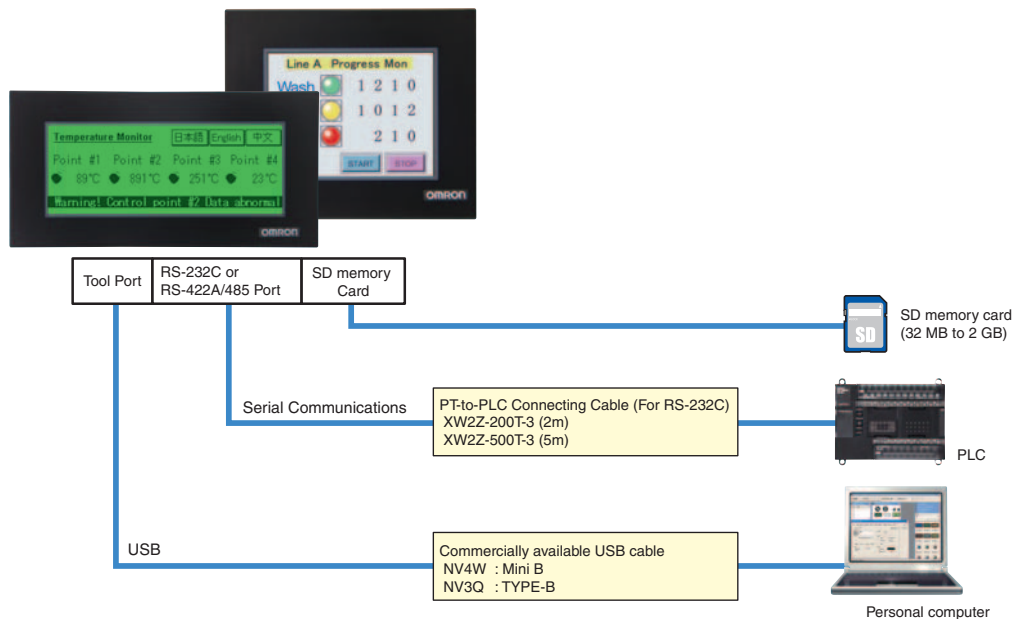 Line A Progress Mon
Wash 1 2 1 0
1 0 1 2
2 1 0
START STOP
OMRON
Temperature Monitor 日本語 English 中文
Point #1 Point #2 Point #3 Point #4
89℃ 891℃ 251℃ 23℃
Warning! Control point #2 Data abnormal
OMRON
Tool Port
RS-232C or
RS-422A/485 Port
SD memory
Card
SD
SD memory card
(32 MB to 2 GB)
Serial Communications
PT-to-PLC Connecting Cable (For RS-232C)
XW2Z-200T-3 (2m)
XW2Z-500T-3 (5m)
PLC
USB
Commercially available USB cable
NV4W : Mini B
NV3Q : TYPE-B
Personal computer